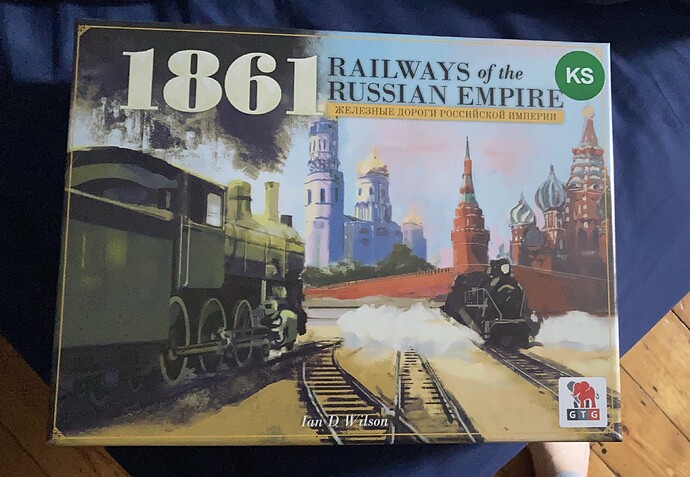 1861
RAILWAYS of the
RUSSIAN EMPIRE
ЖЕЛЕЗНЫЕ ДОРОГИ РОССИЙСКОЙ ИМПЕРИИ
KS
Ian D Wilson
GTG